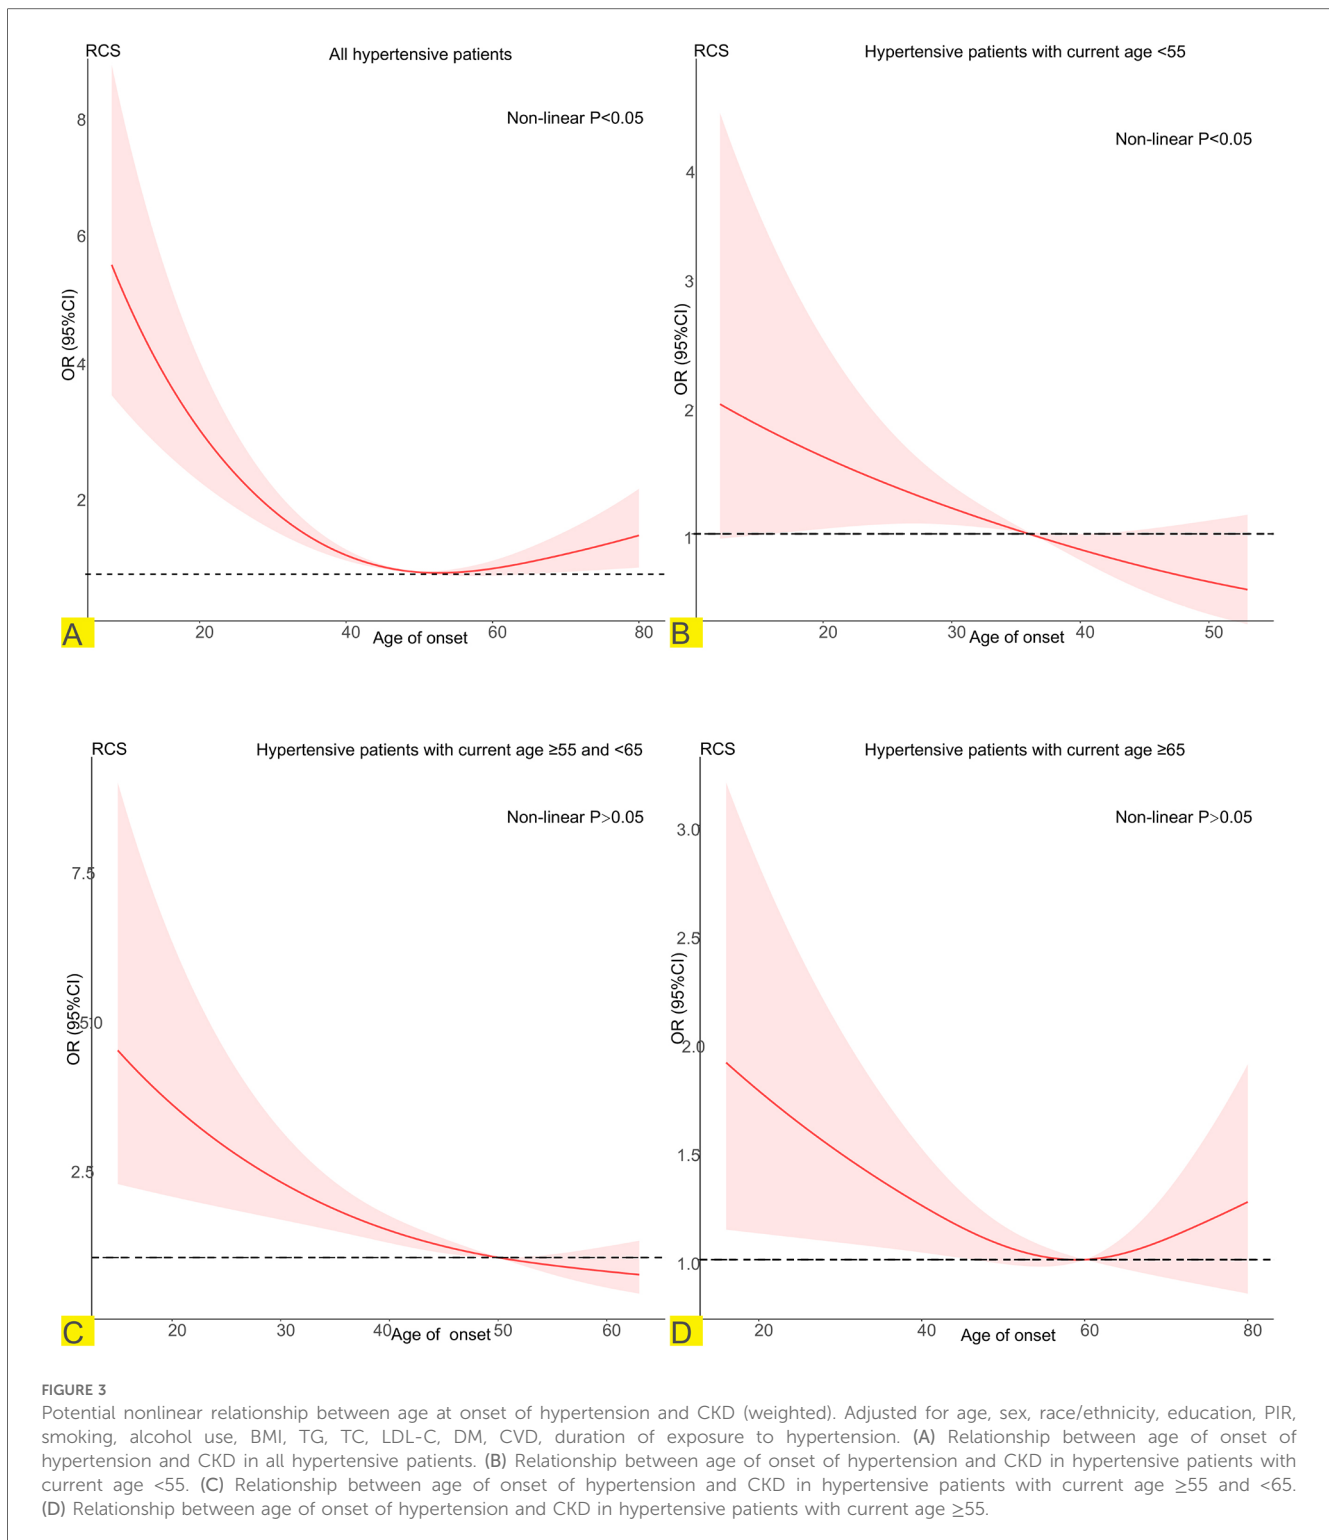 RCS
All hypertensive patients
Non-linear P<0.05
8
6
4
2
OR (95%CI)
20
40
60
80
Age of onset
A
RCS
Hypertensive patients with current age <55
Non-linear P<0.05
4
3
2
1
OR (95%CI)
20
30
40
50
Age of onset
B
RCS
Hypertensive patients with current age ≥55 and <65
Non-linear P>0.05
7.5
5.0
2.5
OR (95%CI)
20
30
40
50
60
Age of onset
C
RCS
Hypertensive patients with current age ≥65
Non-linear P>0.05
3.0
2.5
2.0
1.5
1.0
OR (95%CI)
20
40
60
80
Age of onset
D
FIGURE 3
Potential nonlinear relationship between age at onset of hypertension and CKD (weighted). Adjusted for age, sex, race/ethnicity, education, PIR,
smoking, alcohol use, BMI, TG, TC, LDL-C, DM, CVD, duration of exposure to hypertension. (A) Relationship between age of onset of
hypertension and CKD in all hypertensive patients. (B) Relationship between age of onset of hypertension and CKD in hypertensive patients with
current age <55. (C) Relationship between age of onset of hypertension and CKD in hypertensive patients with current age ≥55 and <65.
(D) Relationship between age of onset of hypertension and CKD in hypertensive patients with current age ≥55.